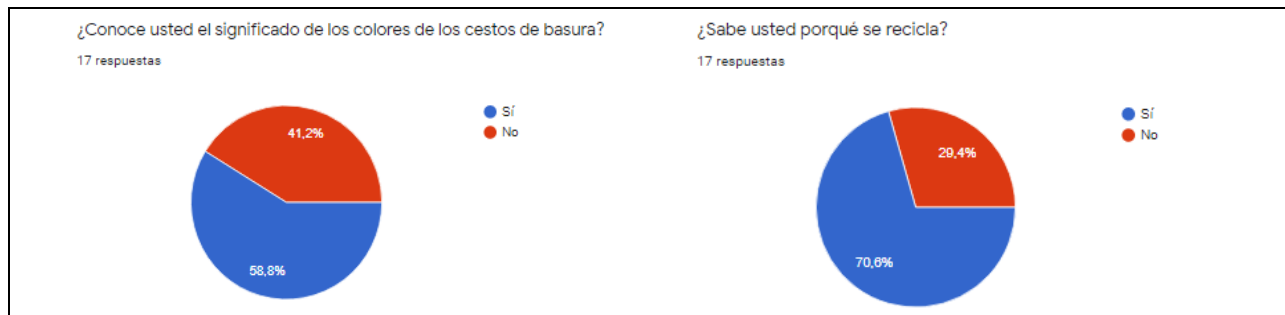 ¿Conoce usted el significado de los colores de los cestos de basura?
17 respuestas
Sí
No
41,2%
58,8%
¿Sabe usted porqué se recicla?
17 respuestas
Sí
No
29,4%
70,6%